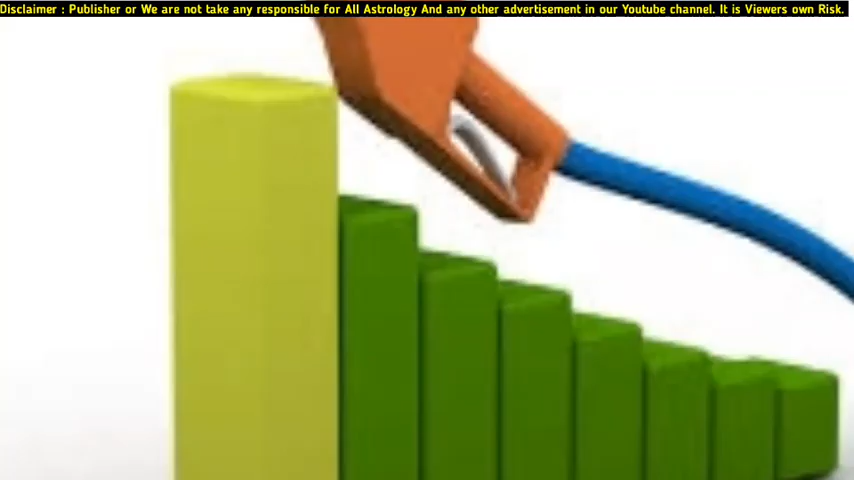 Disclaimer : Publisher or We are not take any responsible for All Astrology And any other advertisement in our Youtube channel. It is Viewers own Risk.